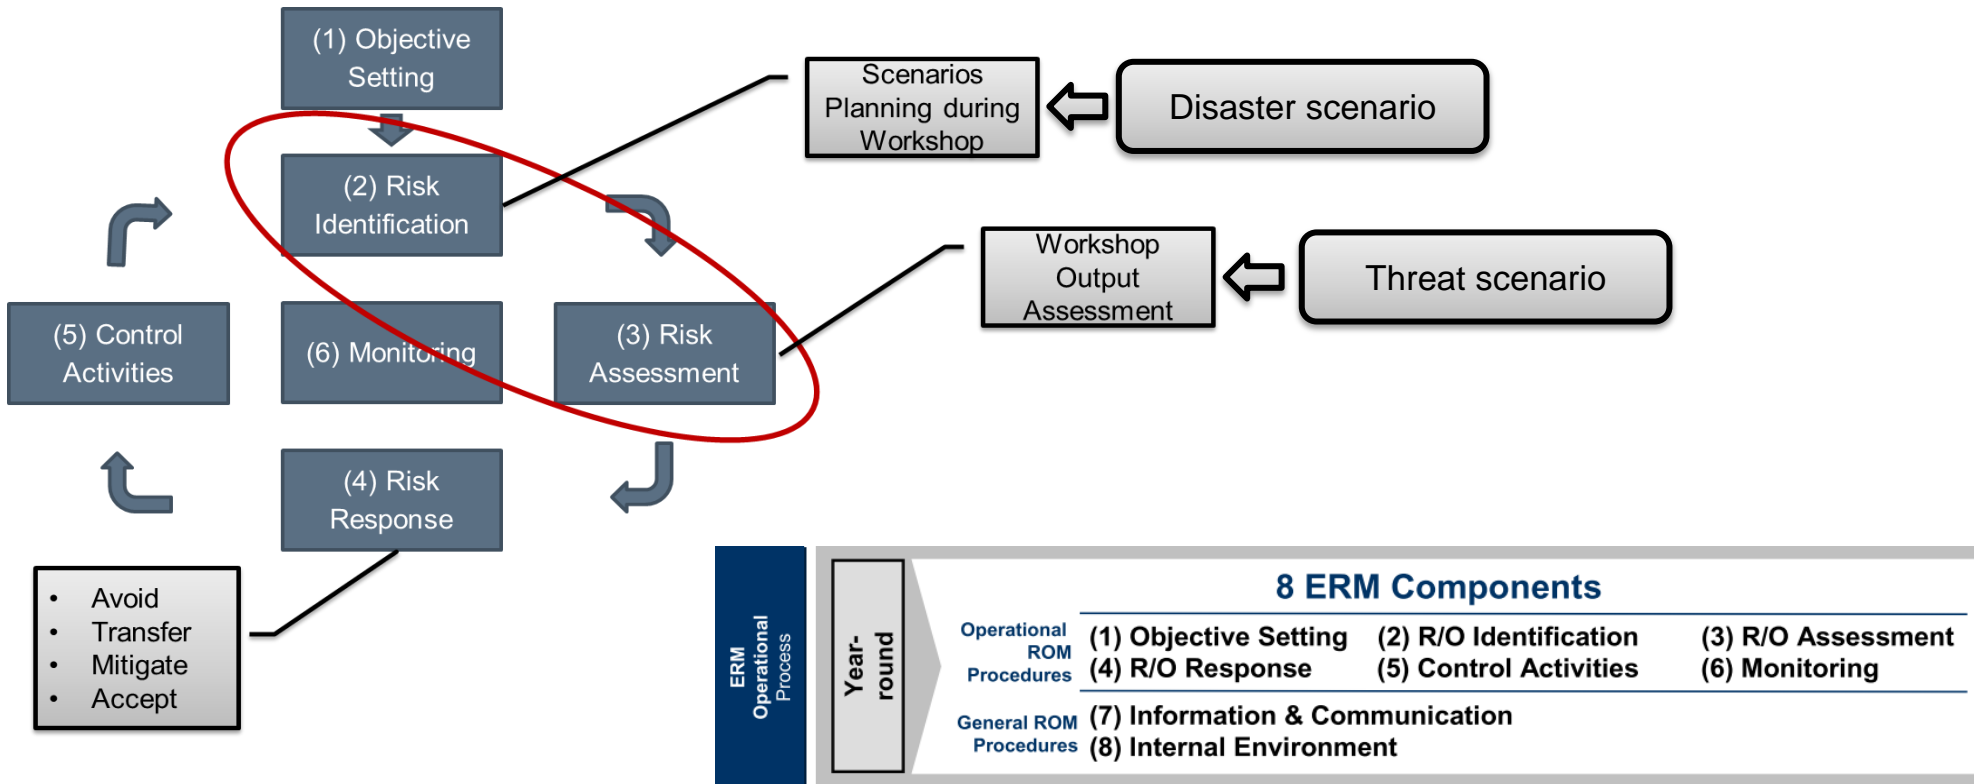 (1) Objective
Setting
(2) Risk
Identification
(5) Control
Activities
(6) Monitoring
(3) Risk
Assessment
(4) Risk
Response
• Avoid
• Transfer
• Mitigate
• Accept
Scenarios
Planning during
Workshop
Disaster scenario
Workshop
Output
Assessment
Threat scenario
ERM
Operational
Process
Year-
round
8 ERM Components
Operational
ROM
Procedures
(1) Objective Setting (2) R/O Identification (3) R/O Assessment
(4) R/O Response (5) Control Activities (6) Monitoring
General ROM
Procedures
(7) Information & Communication
(8) Internal Environment